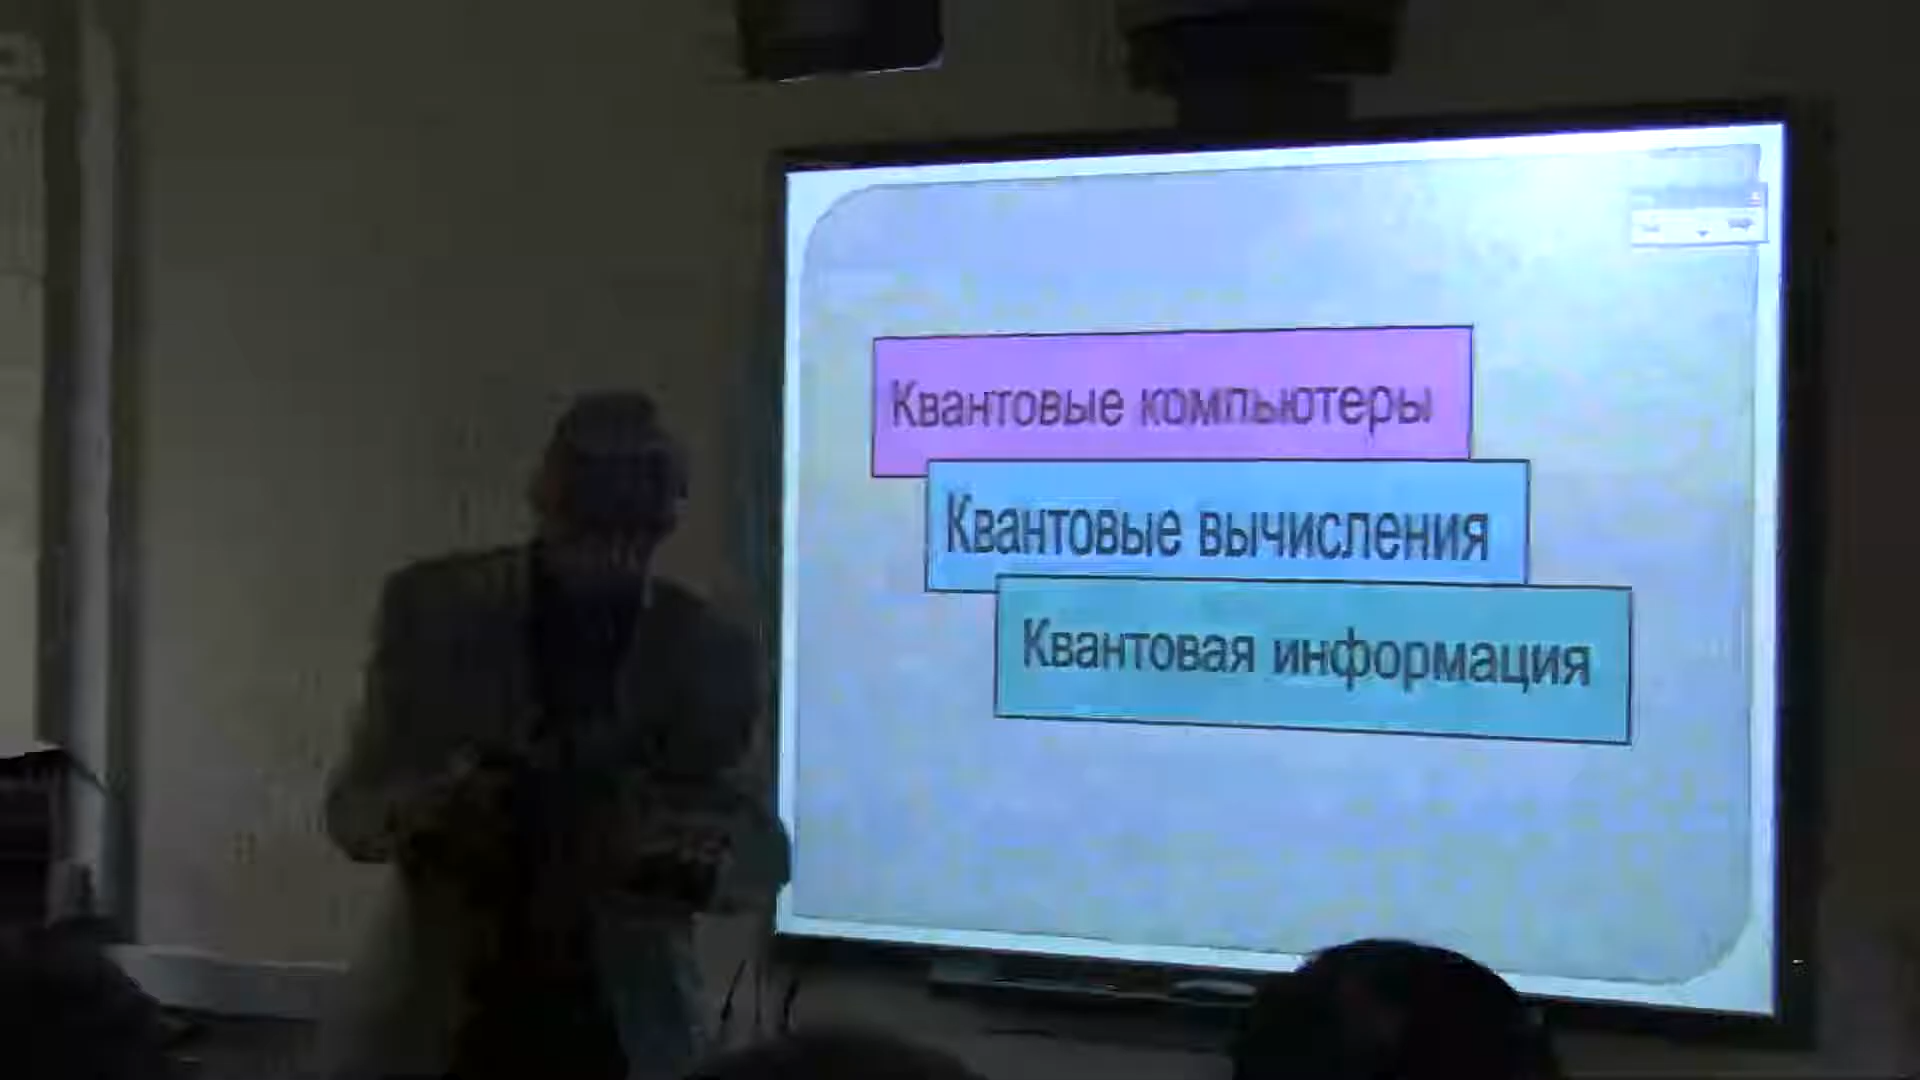 Квантовые компьютеры
Квантовые вычисления
Квантовая информация